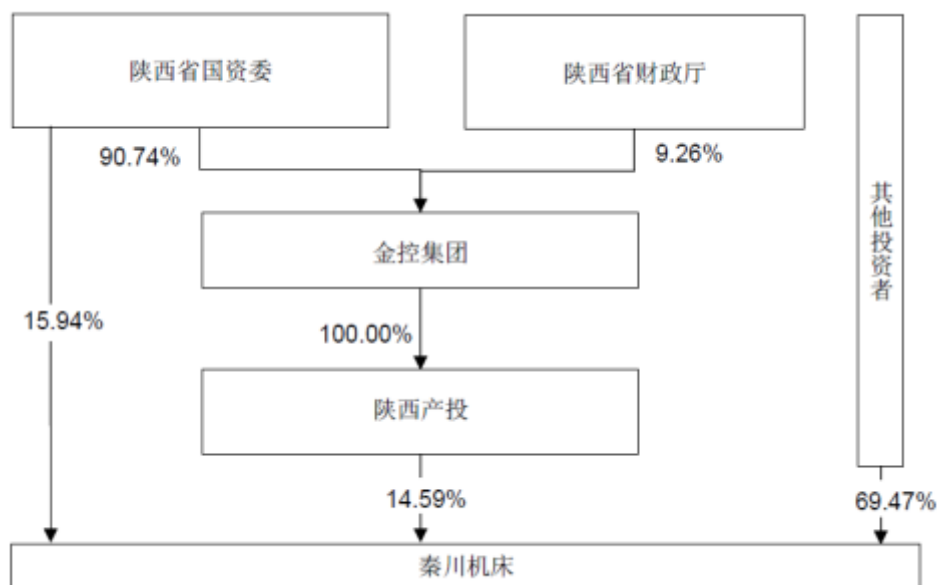 陕西省国资委
陕西省财政厅
90.74%
9.26%
其他投资者
金控集团
15.94%
100.00%
陕西产投
14.59%
69.47%
秦川机床